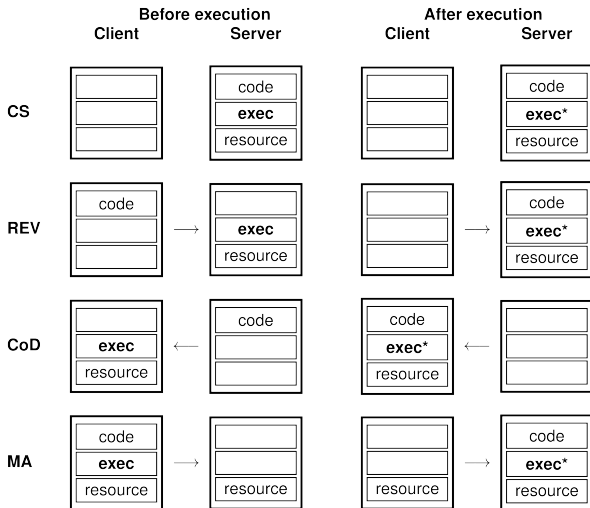 Before execution After execution
Client Server Client Server
code code
CS exec exec*
resource resource
code code
REV exec exec*
resource resource
code code
CoD exec exec*
resource resource
code code
MA exec exec*
resource resource resource resource